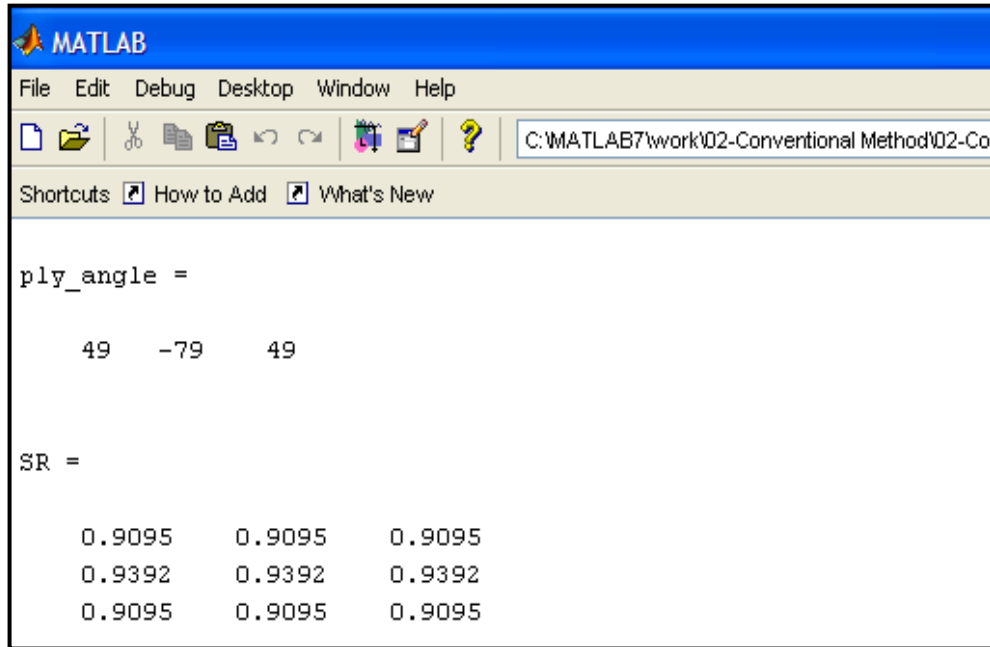 MATLAB
File Edit Debug Desktop Window Help
C:\MATLAB7\work\02-Conventional Method\02-Co
Shortcuts How to Add What's New
ply_angle =
49 -79 49
SR =
0.9095 0.9095 0.9095
0.9392 0.9392 0.9392
0.9095 0.9095 0.9095